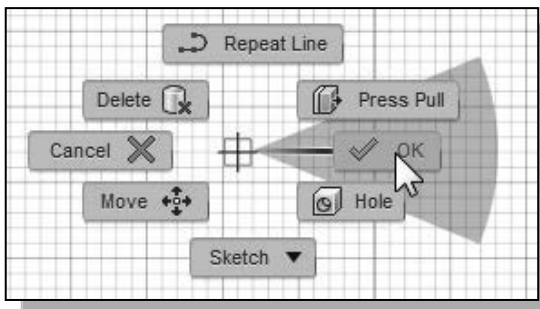 Repeat Line
Delete
Press Pull
Cancel
OK
Move
Hole
Sketch